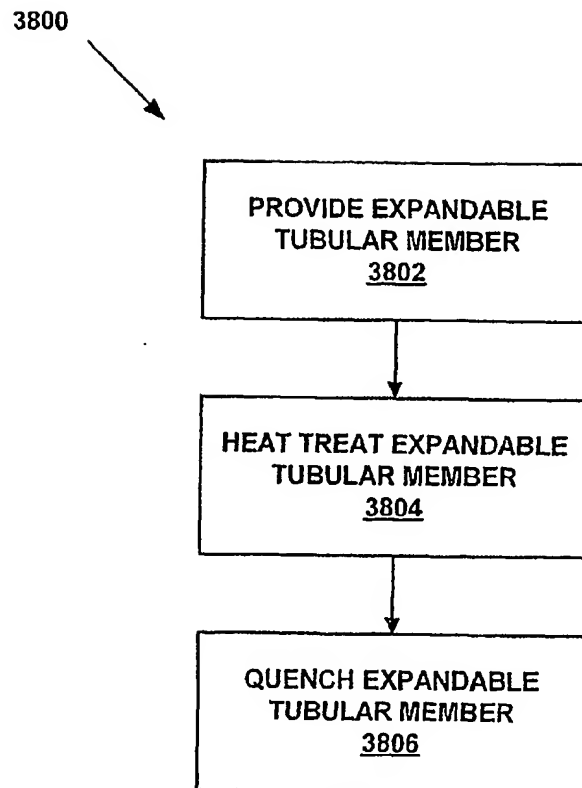 3800
PROVIDE EXPANDABLE
TUBULAR MEMBER
3802
HEAT TREAT EXPANDABLE
TUBULAR MEMBER
3804
QUENCH EXPANDABLE
TUBULAR MEMBER
3806